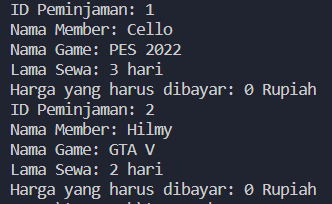 ID Peminjaman: 1
Nama Member: Cello
Nama Game: PES 2022
Lama Sewa: 3 hari
Harga yang harus dibayar: 0 Rupiah
ID Peminjaman: 2
Nama Member: Hilmy
Nama Game: GTA V
Lama Sewa: 2 hari
Harga yang harus dibayar: 0 Rupiah